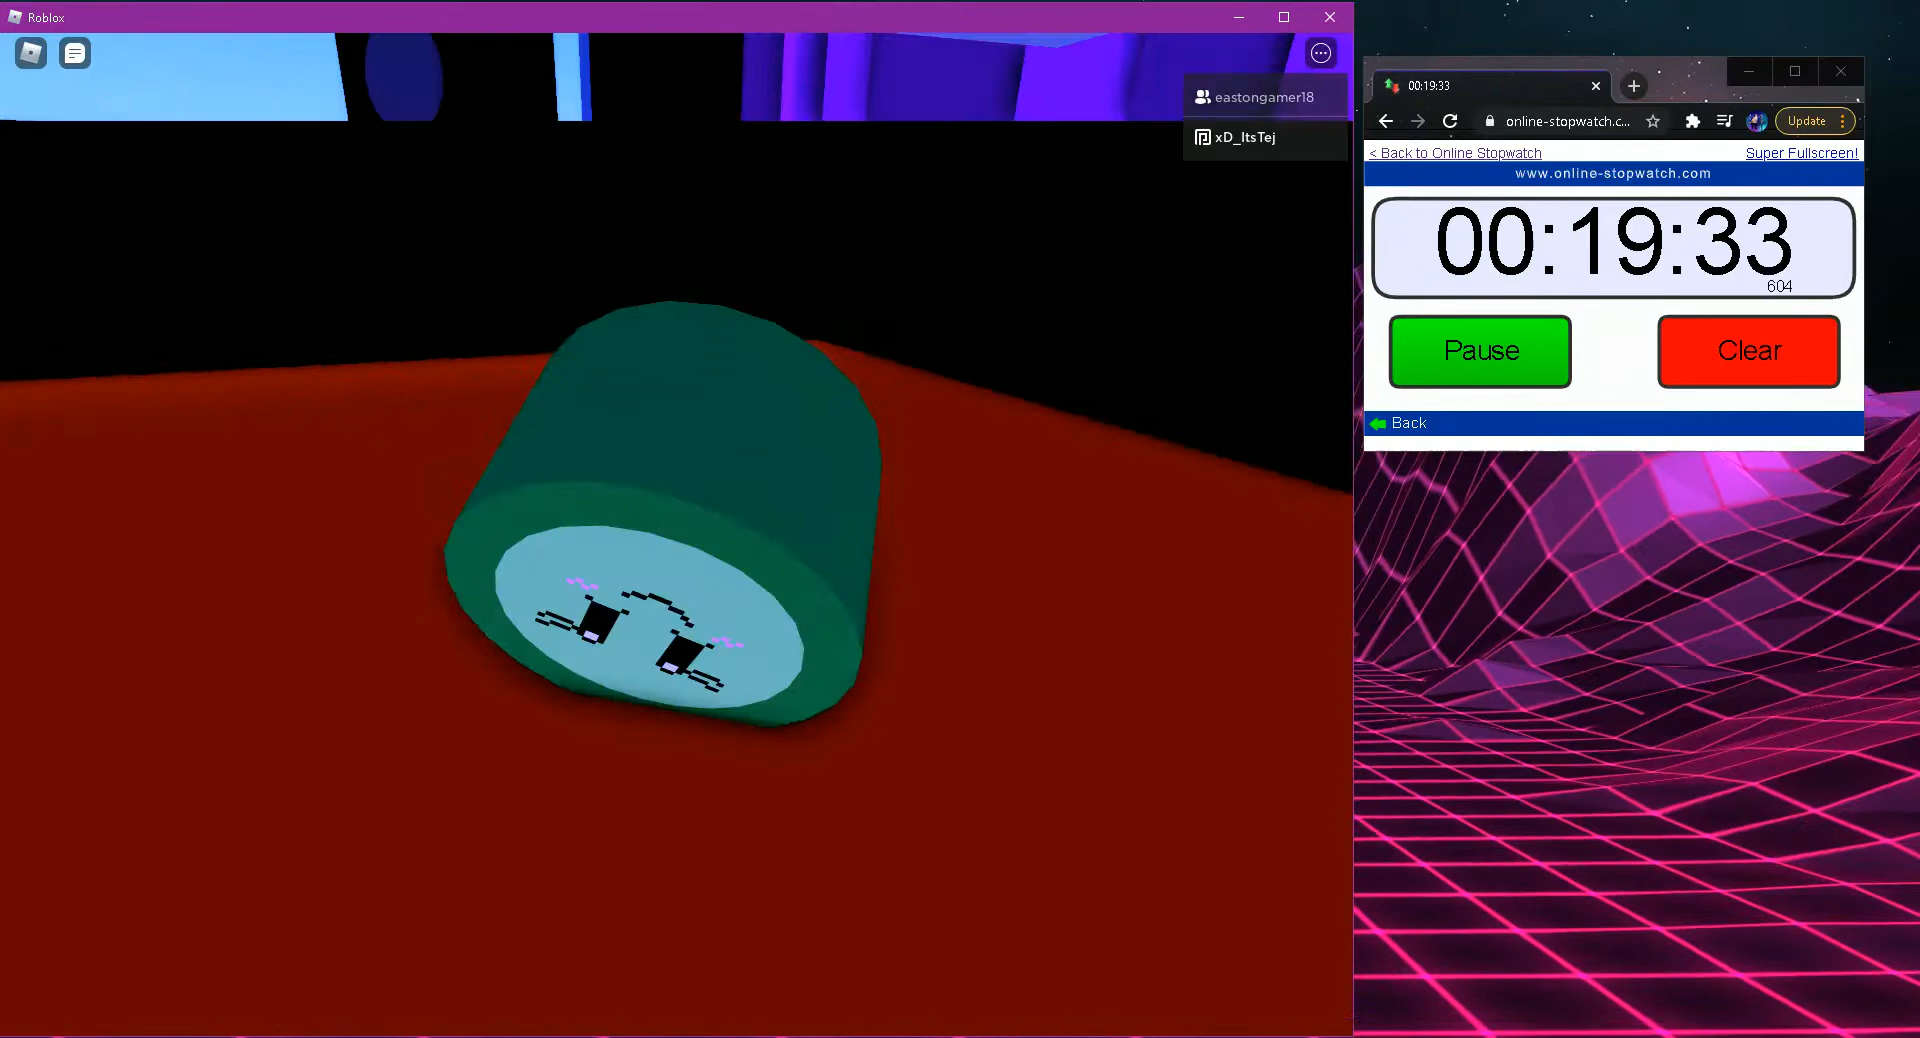 Roblox
eastongamer18
xD_ItsTej
00:19:33
online-stopwatch.c...
Update
< Back to Online Stopwatch
Super Fullscreen!
www.online-stopwatch.com
00:19:33
604
Pause
Clear
Back